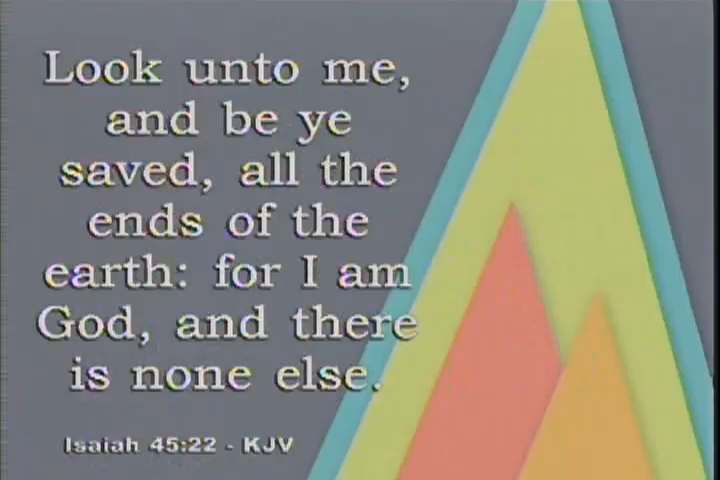 Look unto me,
and be ye
saved, all the
ends of the
earth: for I am
God, and there
is none else.
Isaiah 45:22 - KJV